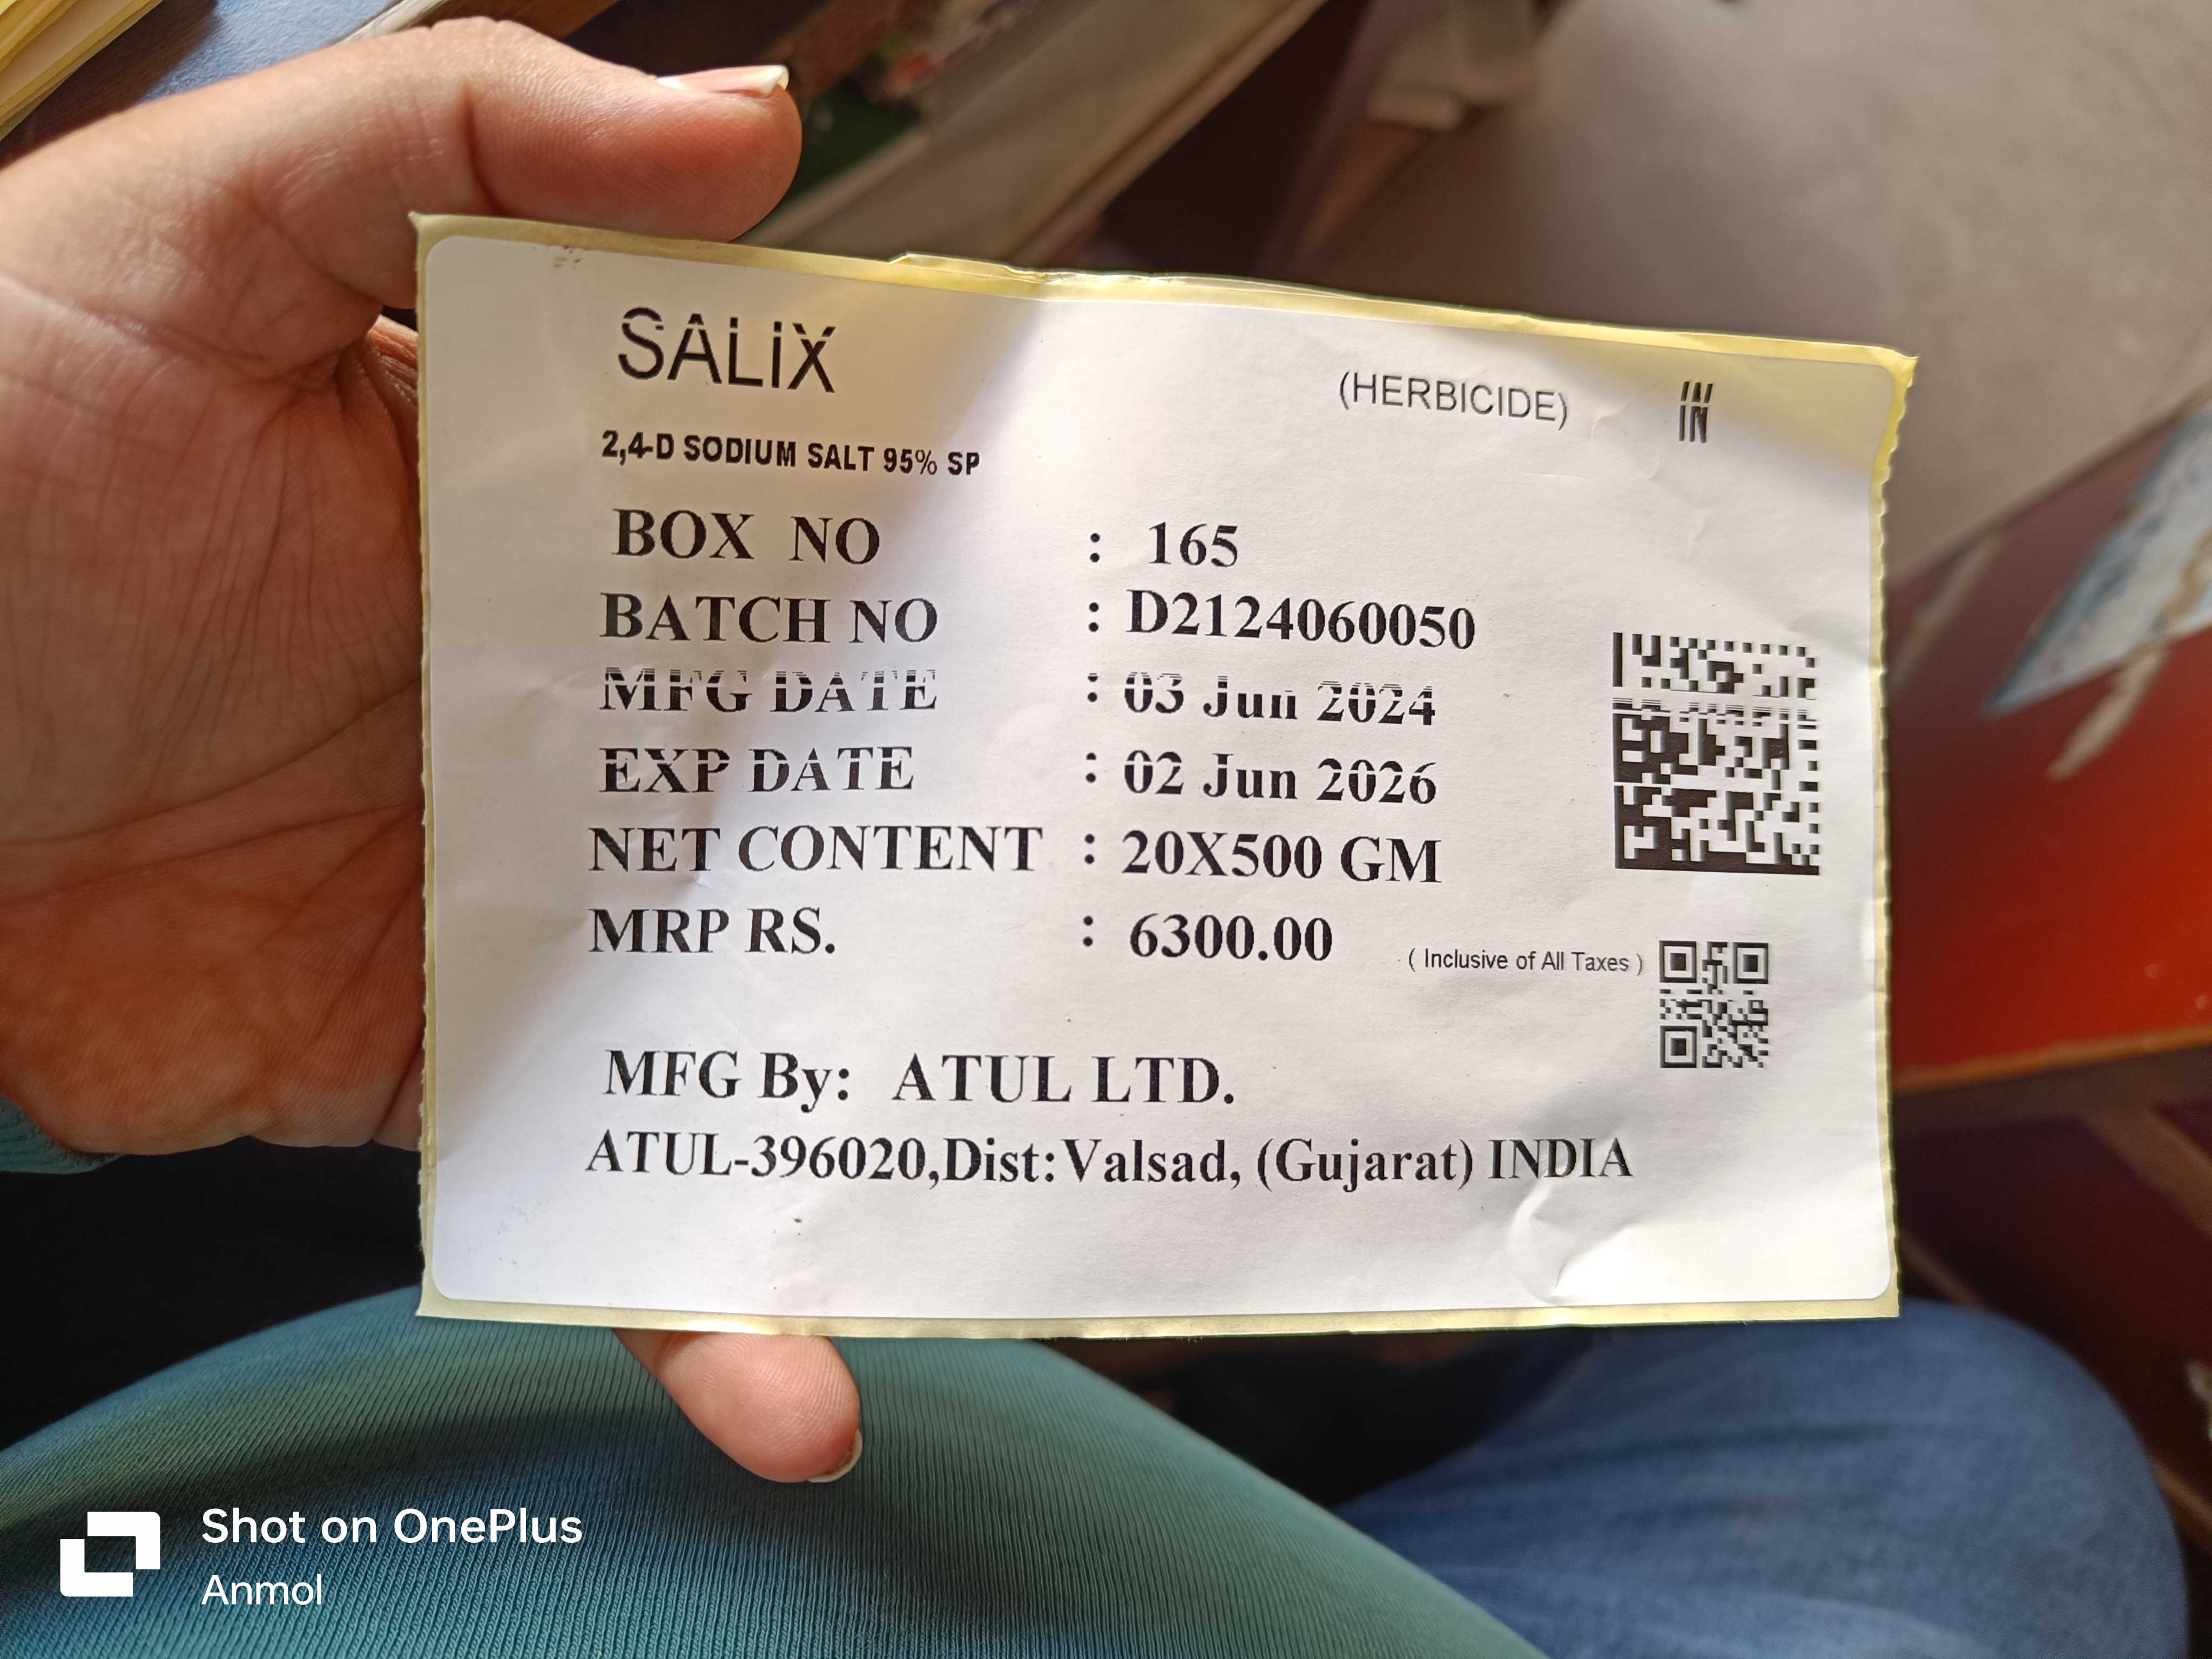 SALiX
(HERBICIDE)
IN
2,4-D SODIUM SALT 95% SP
BOX NO : 165
BATCH NO : D2124060050
MFG DATE : 03 Jun 2024
EXP DATE : 02 Jun 2026
NET CONTENT : 20X500 GM
MRP RS. : 6300.00 ( Inclusive of All Taxes )
MFG By: ATUL LTD.
ATUL-396020,Dist:Valsad, (Gujarat) INDIA
Shot on OnePlus
Anmol